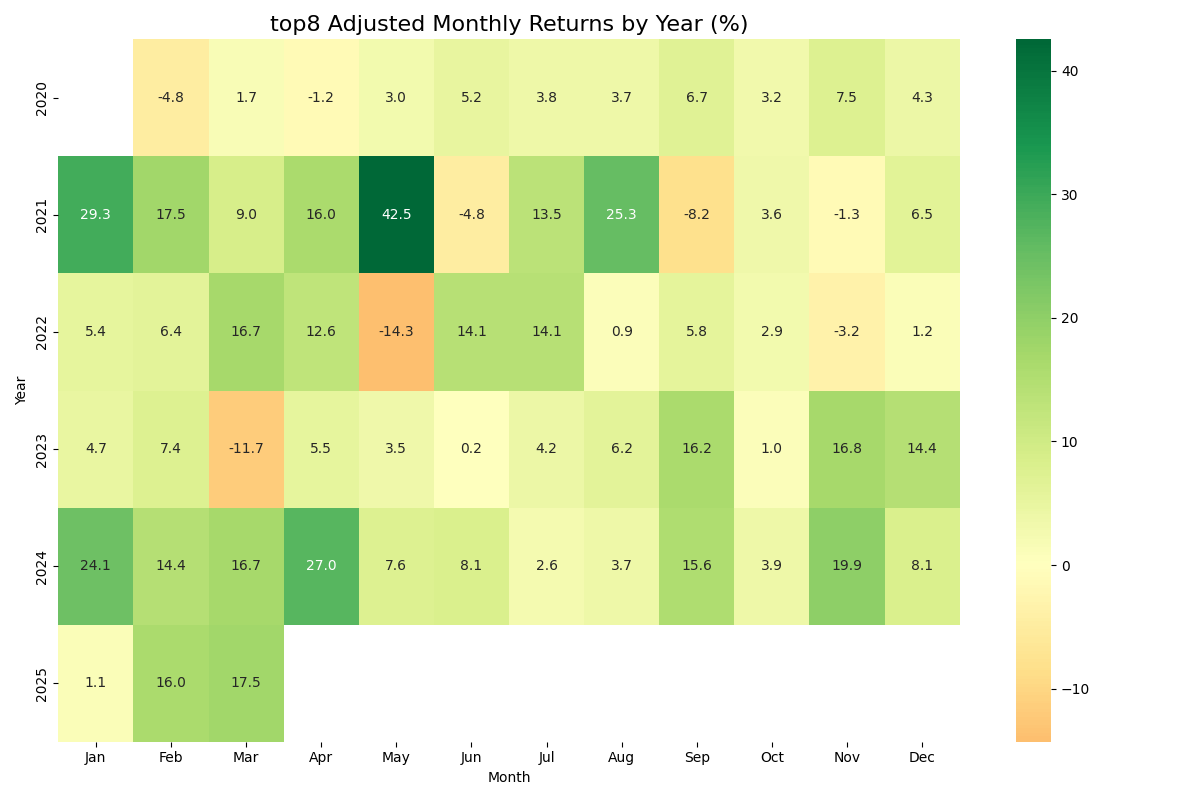 top8 Adjusted Monthly Returns by Year (%)
2020 -4.8 1.7 -1.2 3.0 5.2 3.8 3.7 6.7 3.2 7.5 4.3
2021 29.3 17.5 9.0 16.0 42.5 -4.8 13.5 25.3 -8.2 3.6 -1.3 6.5
2022 5.4 6.4 16.7 12.6 -14.3 14.1 14.1 0.9 5.8 2.9 -3.2 1.2
2023 4.7 7.4 -11.7 5.5 3.5 0.2 4.2 6.2 16.2 1.0 16.8 14.4
2024 24.1 14.4 16.7 27.0 7.6 8.1 2.6 3.7 15.6 3.9 19.9 8.1
2025 1.1 16.0 17.5
Year
Jan Feb Mar Apr May Jun Jul Aug Sep Oct Nov Dec
Month
40
30
20
10
0
−10